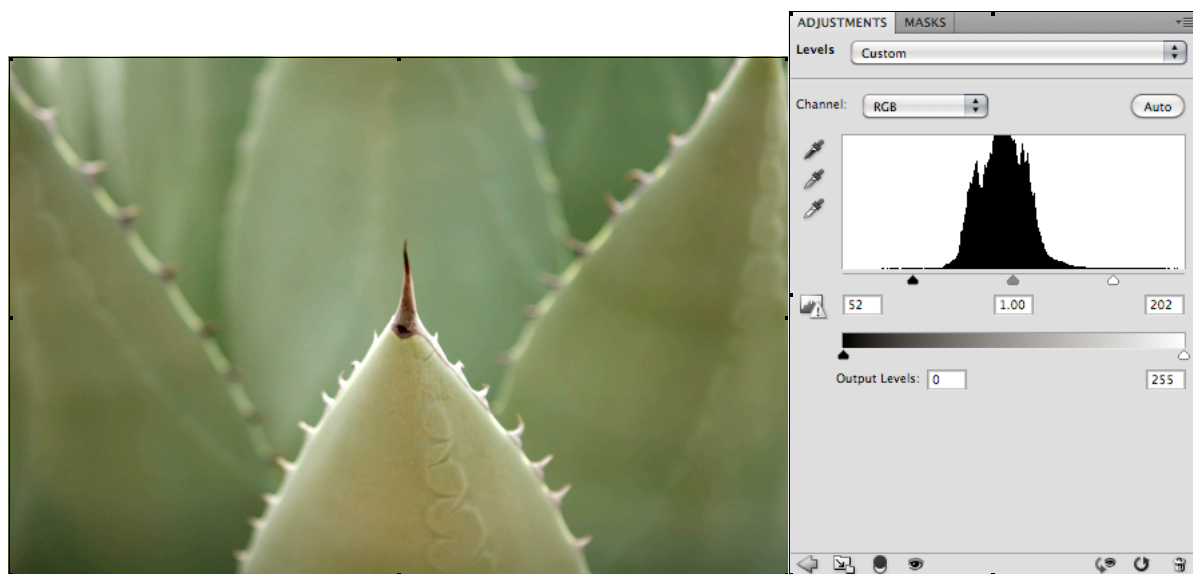 ADJUSTMENTS MASKS
Levels Custom
Channel: RGB Auto
52 1.00 202
Output Levels: 0 255